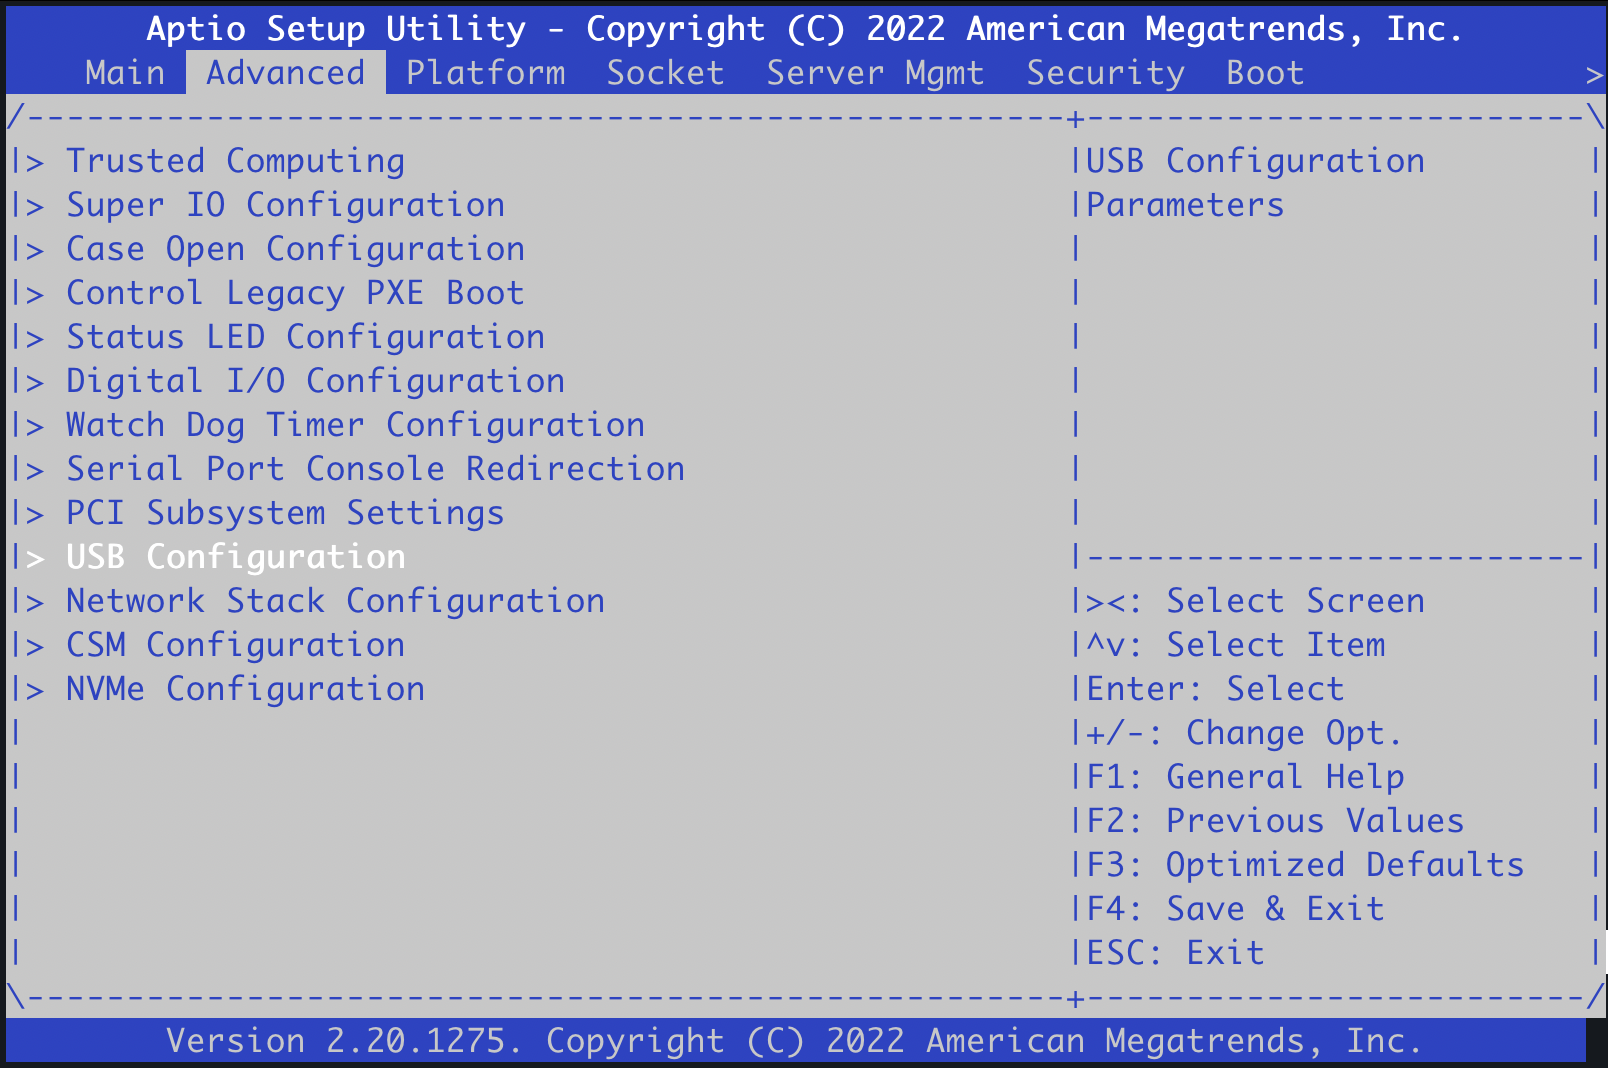 Aptio Setup Utility - Copyright (C) 2022 American Megatrends, Inc.
Main Advanced Platform Socket Server Mgmt Security Boot >
/----------------------------------------------------+-------------------------\
|> Trusted Computing |USB Configuration |
|> Super IO Configuration |Parameters |
|> Case Open Configuration | |
|> Control Legacy PXE Boot | |
|> Status LED Configuration | |
|> Digital I/O Configuration | |
|> Watch Dog Timer Configuration | |
|> Serial Port Console Redirection | |
|> PCI Subsystem Settings | |
|> USB Configuration |-------------------------|
|> Network Stack Configuration |><: Select Screen |
|> CSM Configuration |^v: Select Item |
|> NVMe Configuration |Enter: Select |
| |+/-: Change Opt. |
| |F1: General Help |
| |F2: Previous Values |
| |F3: Optimized Defaults |
| |F4: Save & Exit |
| |ESC: Exit |
\----------------------------------------------------+-------------------------/
Version 2.20.1275. Copyright (C) 2022 American Megatrends, Inc.